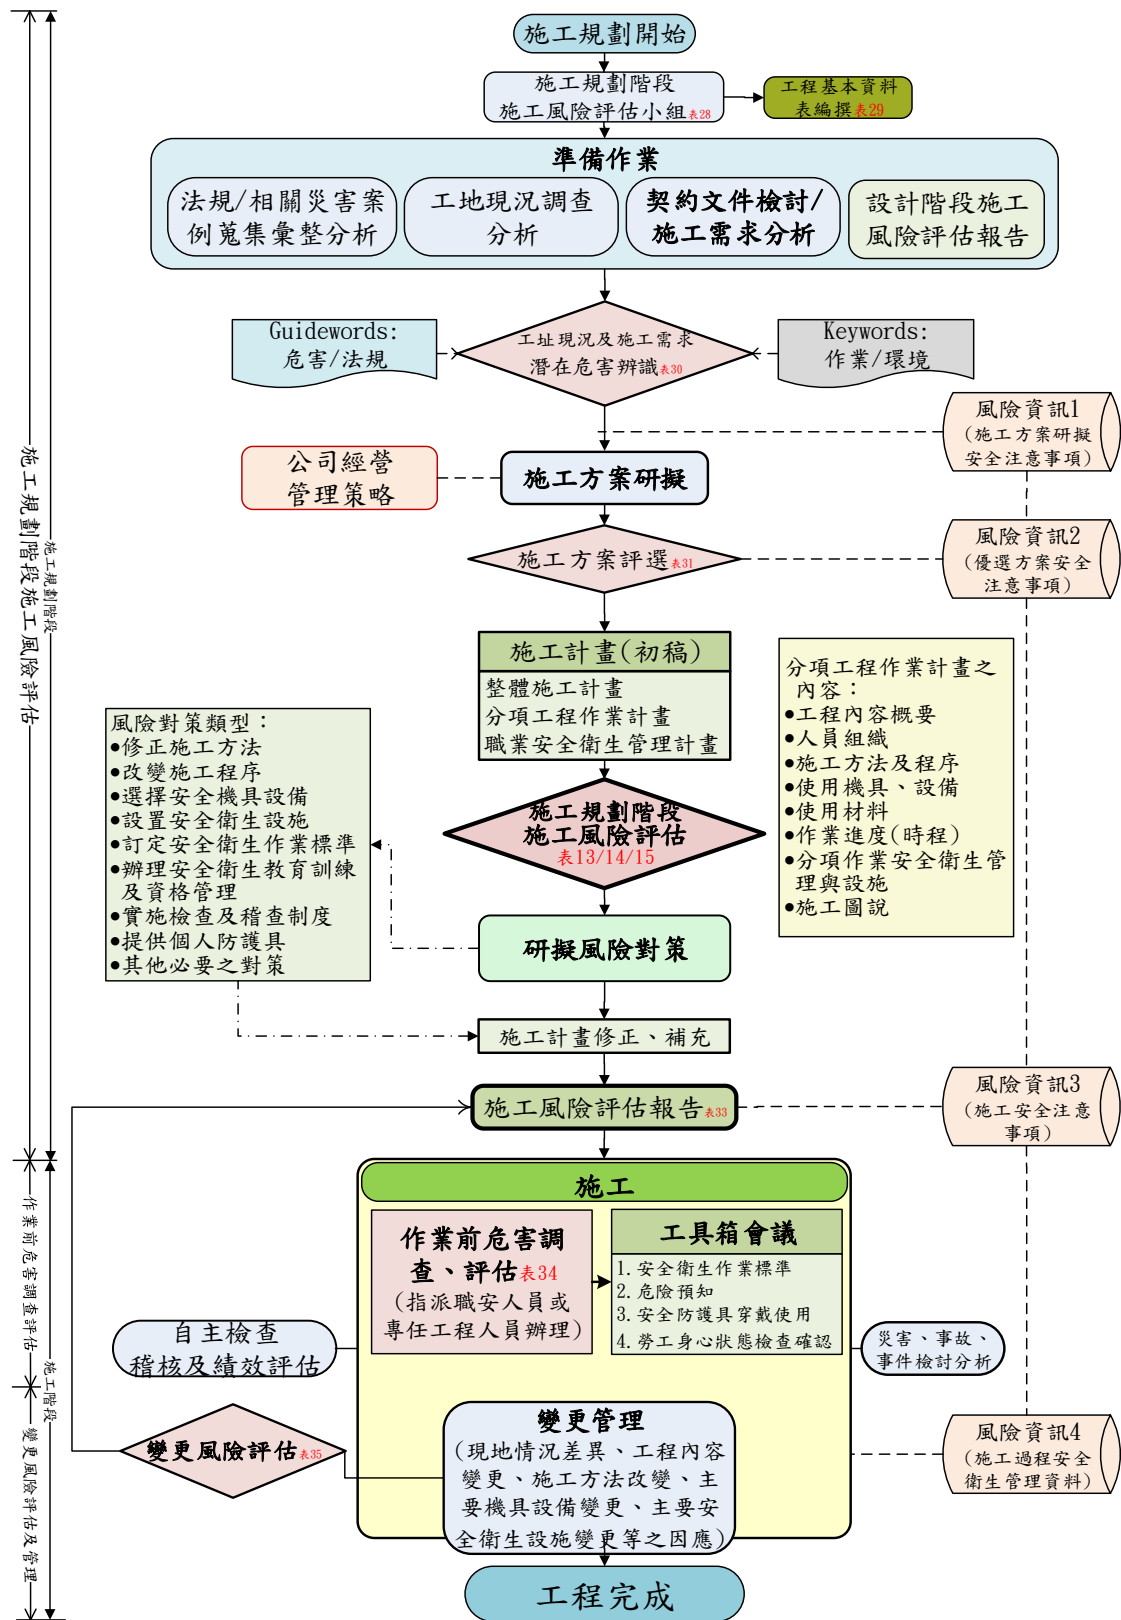 施工規劃開始
施工規劃階段
施工風險評估小組表28
工程基本資料
表編撰表29
準備作業
法規/相關災害案
例蒐集彙整分析
工地現況調查
分析
契約文件檢討/
施工需求分析
設計階段施工
風險評估報告
Guidewords:
危害/法規
工址現況及施工需求
潛在危害辨識表30
Keywords:
作業/環境
風險資訊1
(施工方案研擬
安全注意事項)
公司經營
管理策略
施工方案研擬
施工方案評選表31
風險資訊2
(優選方案安全
注意事項)
施工計畫(初稿)
整體施工計畫
分項工程作業計畫
職業安全衛生管理計畫
分項工程作業計畫之
內容：
●工程內容概要
●人員組織
●施工方法及程序
●使用機具、設備
●使用材料
●作業進度(時程)
●分項作業安全衛生管
理與設施
●施工圖說
風險對策類型：
●修正施工方法
●改變施工程序
●選擇安全機具設備
●設置安全衛生設施
●訂定安全衛生作業標準
●辦理安全衛生教育訓練
及資格管理
●實施檢查及稽查制度
●提供個人防護具
●其他必要之對策
施工規劃階段
施工風險評估
表13/14/15
研擬風險對策
施工計畫修正、補充
施工風險評估報告表33
風險資訊3
(施工安全注意
事項)
施工
作業前危害調
查、評估表34
(指派職安人員或
專任工程人員辦理)
工具箱會議
1.安全衛生作業標準
2.危險預知
3.安全防護具穿戴使用
4.勞工身心狀態檢查確認
自主檢查
稽核及績效評估
災害、事故、
事件檢討分析
變更風險評估表35
變更管理
(現地情況差異、工程內容
變更、施工方法改變、主
要機具設備變更、主要安
全衛生設施變更等之因應)
風險資訊4
(施工過程安全
衛生管理資料)
工程完成
施工規劃階段施工風險評估
施工規劃階段
作業前危害調查評估
施工階段
變更風險評估及管理